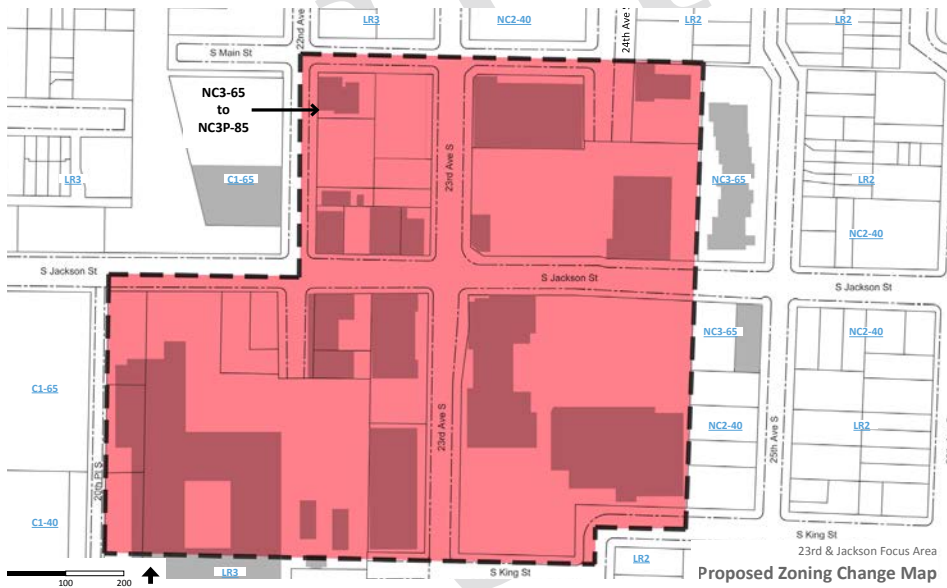 LR3
NC2-40
LR2
LR2
22nd Ave S
24th Ave S
S Main St
NC3-65
to
NC3P-85
23rd Ave S
LR3
C1-65
NC3-65
LR2
NC2-40
S Jackson St
S Jackson St
S Jackson St
NC3-65
NC2-40
C1-65
23rd Ave S
NC2-40
LR2
25th Ave S
20th Pl S
C1-40
S King St
LR2
23rd & Jackson Focus Area
Proposed Zoning Change Map
LR3
S King St
100
200